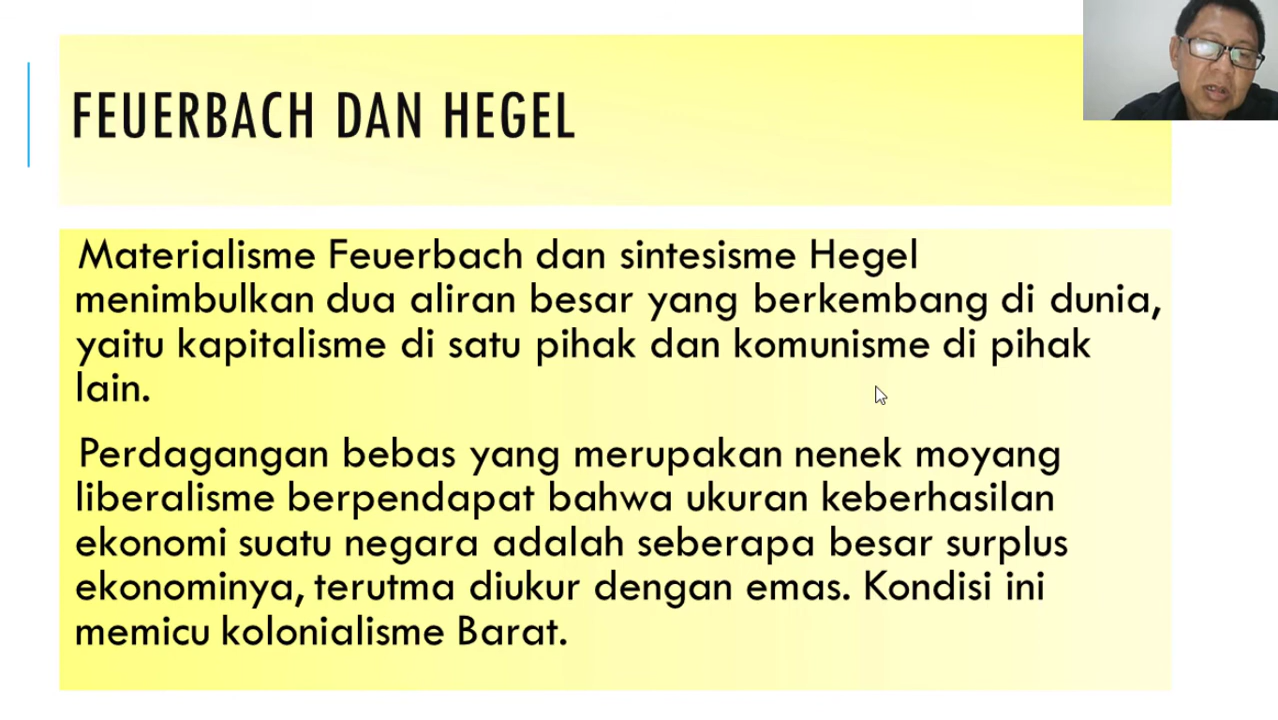 FEUERBACH DAN HEGEL
Materialisme Feuerbach dan sintesisme Hegel
menimbulkan dua aliran besar yang berkembang di dunia,
yaitu kapitalisme di satu pihak dan komunisme di pihak
lain.
Perdagangan bebas yang merupakan nenek moyang
liberalisme berpendapat bahwa ukuran keberhasilan
ekonomi suatu negara adalah seberapa besar surplus
ekonominya, terutma diukur dengan emas. Kondisi ini
memicu kolonialisme Barat.